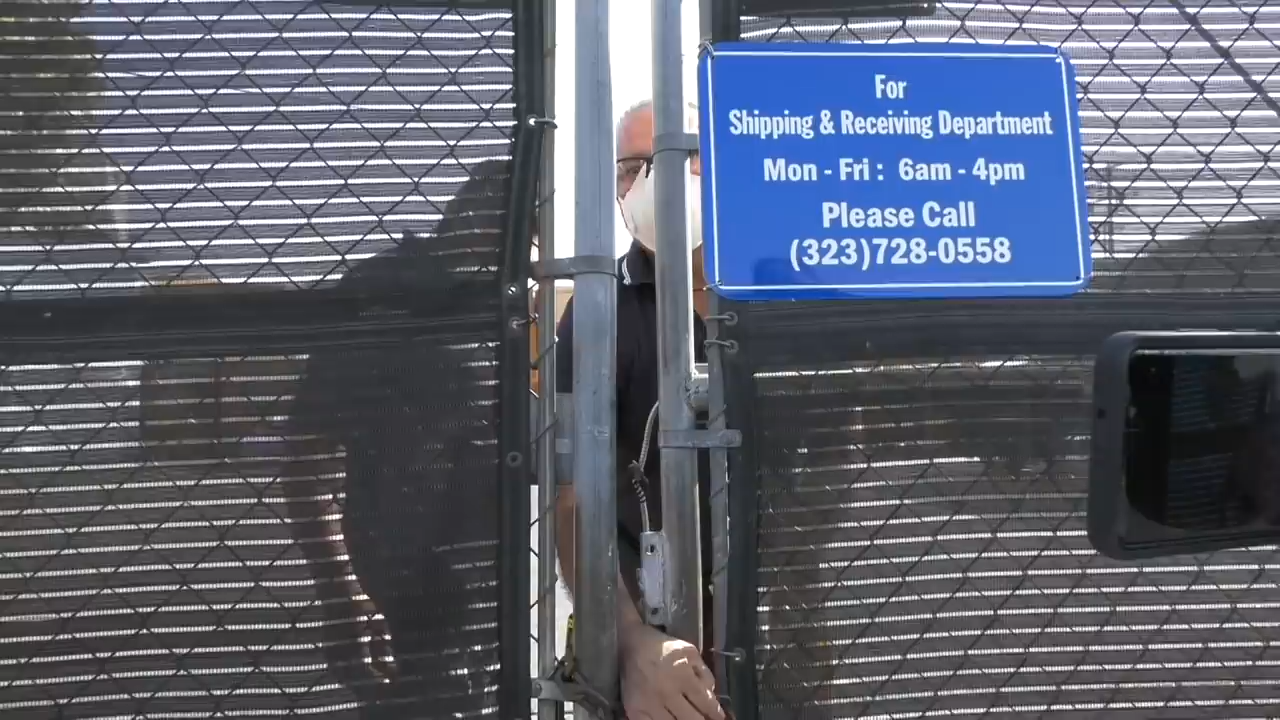 For
Shipping & Receiving Department
Mon - Fri : 6am - 4pm
Please Call
(323)728-0558